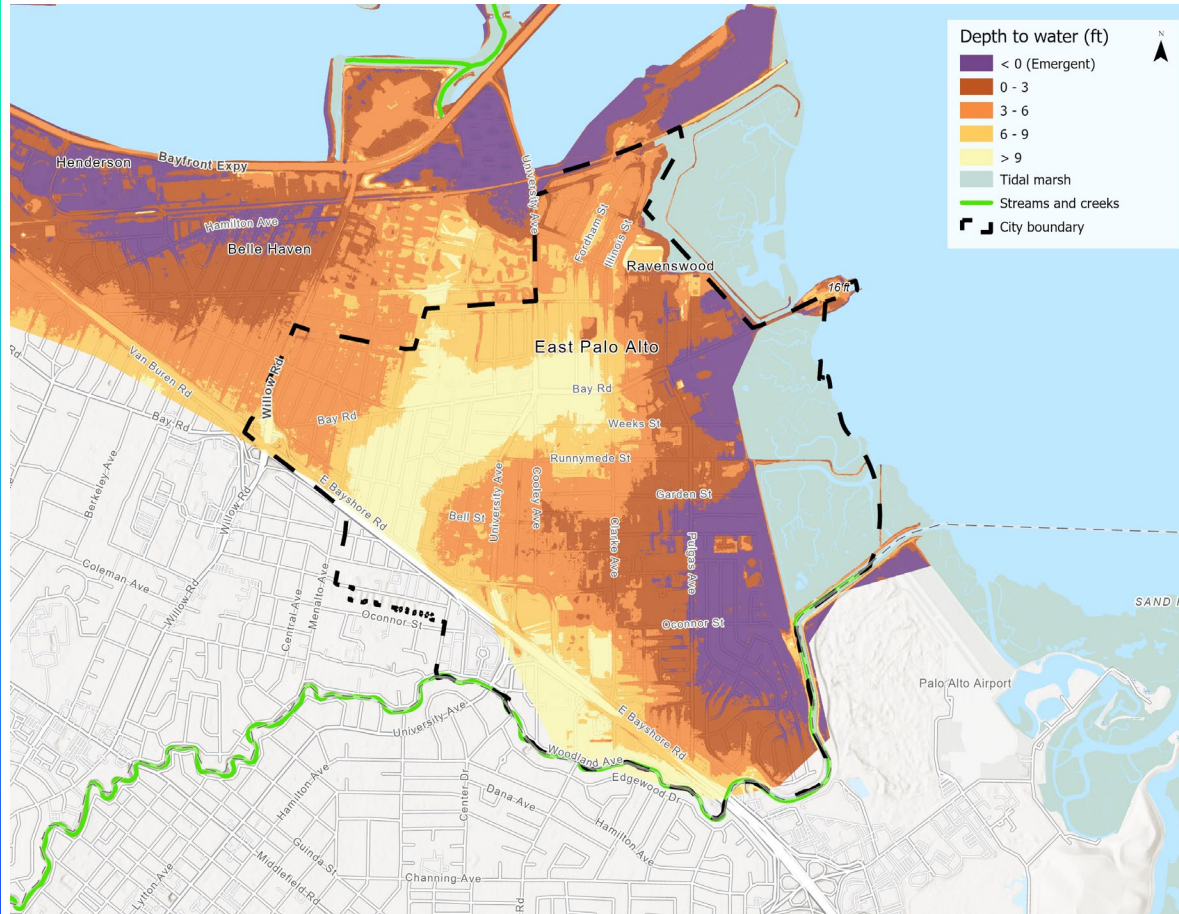 Depth to water (ft)
N
< 0 (Emergent)
0 - 3
3 - 6
6 - 9
> 9
Tidal marsh
Streams and creeks
City boundary
Henderson
Bayfront Expy
University Ave
Hamilton Ave
Belle Haven
Fordham St
Illinois St
Ravenswood
16 ft
East Palo Alto
Rd
Van Buren Rd
Willow Rd
Bay Rd
Bay Rd
Bay Rd
Weeks St
Runnymede St
Berkeley Ave
Willow Rd
E Bayshore Rd
Bell St
University Ave
Cooley Ave
Garden St
Clarke Ave
Pulgas Ave
Coleman Ave
Willow Rd
Central Ave
Menalto Ave
Oconnor St
Oconnor St
SAND
Palo Alto Airport
University Ave
E Bayshore Rd
Woodland Ave
Edgewood Dr
Hamilton Ave
Center Dr
Dana Ave
Hamilton Ave
Guinda St
Middlefield Rd
Channing Ave
Lytton Ave
Rd